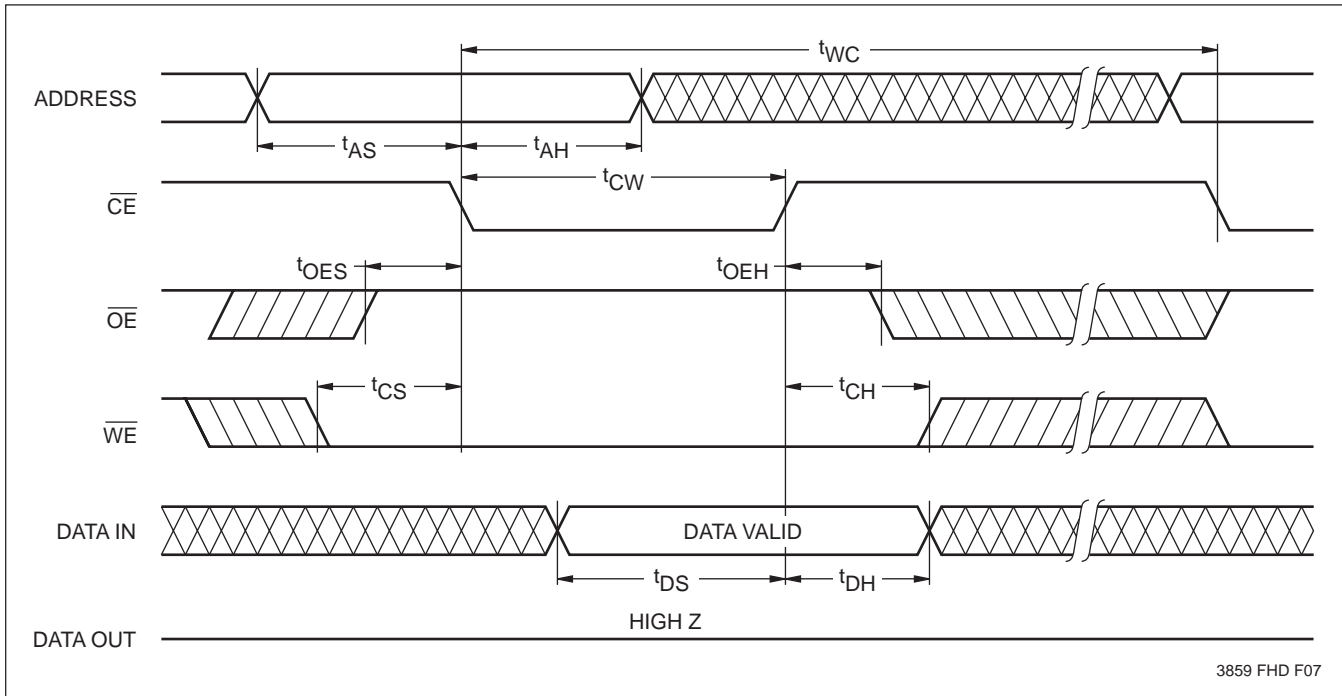 tWC
ADDRESS
tAS
tAH
tCW
CE
tOES
tOEH
OE
tCS
tCH
WE
DATA IN
DATA VALID
tDS
tDH
HIGH Z
DATA OUT
3859 FHD F07